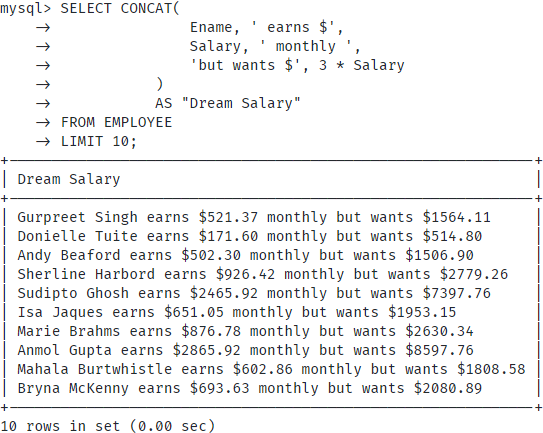 mysql> SELECT CONCAT(
    → Ename, ' earns $',
    → Salary, ' monthly ',
    → 'but wants $', 3 * Salary
    → )
    → AS "Dream Salary"
    → FROM EMPLOYEE
    → LIMIT 10;
+--------------------------------------------------------------+
| Dream Salary |
+--------------------------------------------------------------+
| Gurpreet Singh earns $521.37 monthly but wants $1564.11 |
| Donielle Tuite earns $171.60 monthly but wants $514.80 |
| Andy Beaford earns $502.30 monthly but wants $1506.90 |
| Sherline Harbord earns $926.42 monthly but wants $2779.26 |
| Sudipto Ghosh earns $2465.92 monthly but wants $7397.76 |
| Isa Jaques earns $651.05 monthly but wants $1953.15 |
| Marie Brahms earns $876.78 monthly but wants $2630.34 |
| Anmol Gupta earns $2865.92 monthly but wants $8597.76 |
| Mahala Burtwhistle earns $602.86 monthly but wants $1808.58 |
| Bryna McKenny earns $693.63 monthly but wants $2080.89 |
+--------------------------------------------------------------+
10 rows in set (0.00 sec)